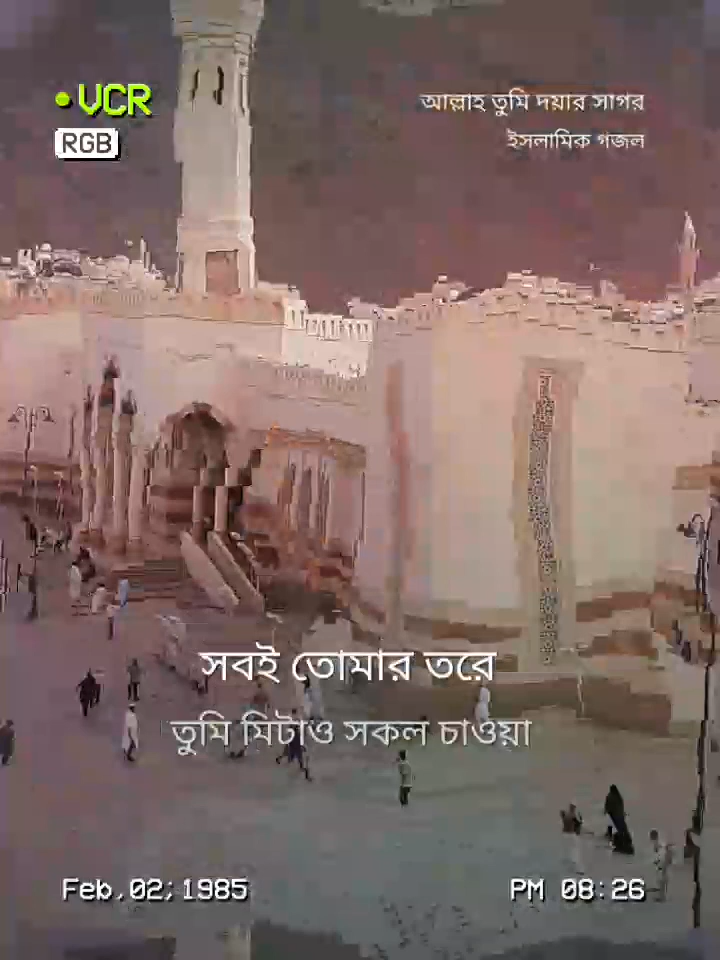 VCR
RGB
আল্লাহ তুমি দয়ার সাগর
ইসলামিক গজল
সবই তোমার তরে
তুমি মিটাও সকল চাওয়া
Feb.02;1985
PM 08:26